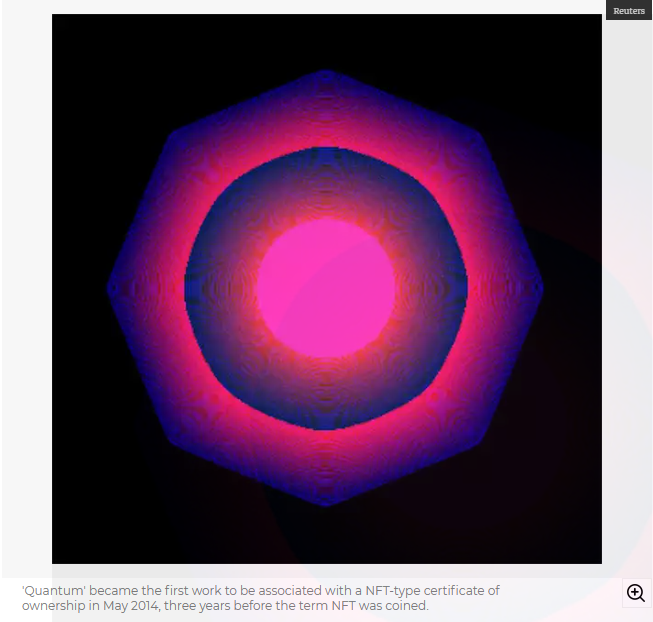 Reuters
'Quantum' became the first work to be associated with a NFT-type certificate of
ownership in May 2014, three years before the term NFT was coined.